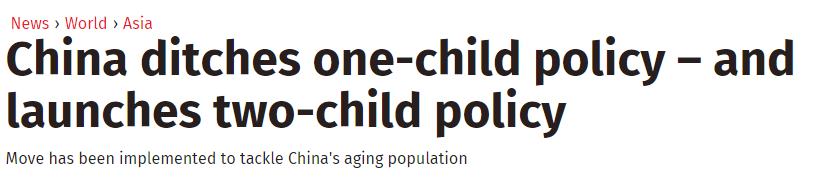 News › World › Asia
China ditches one-child policy – and
launches two-child policy
Move has been implemented to tackle China's aging population